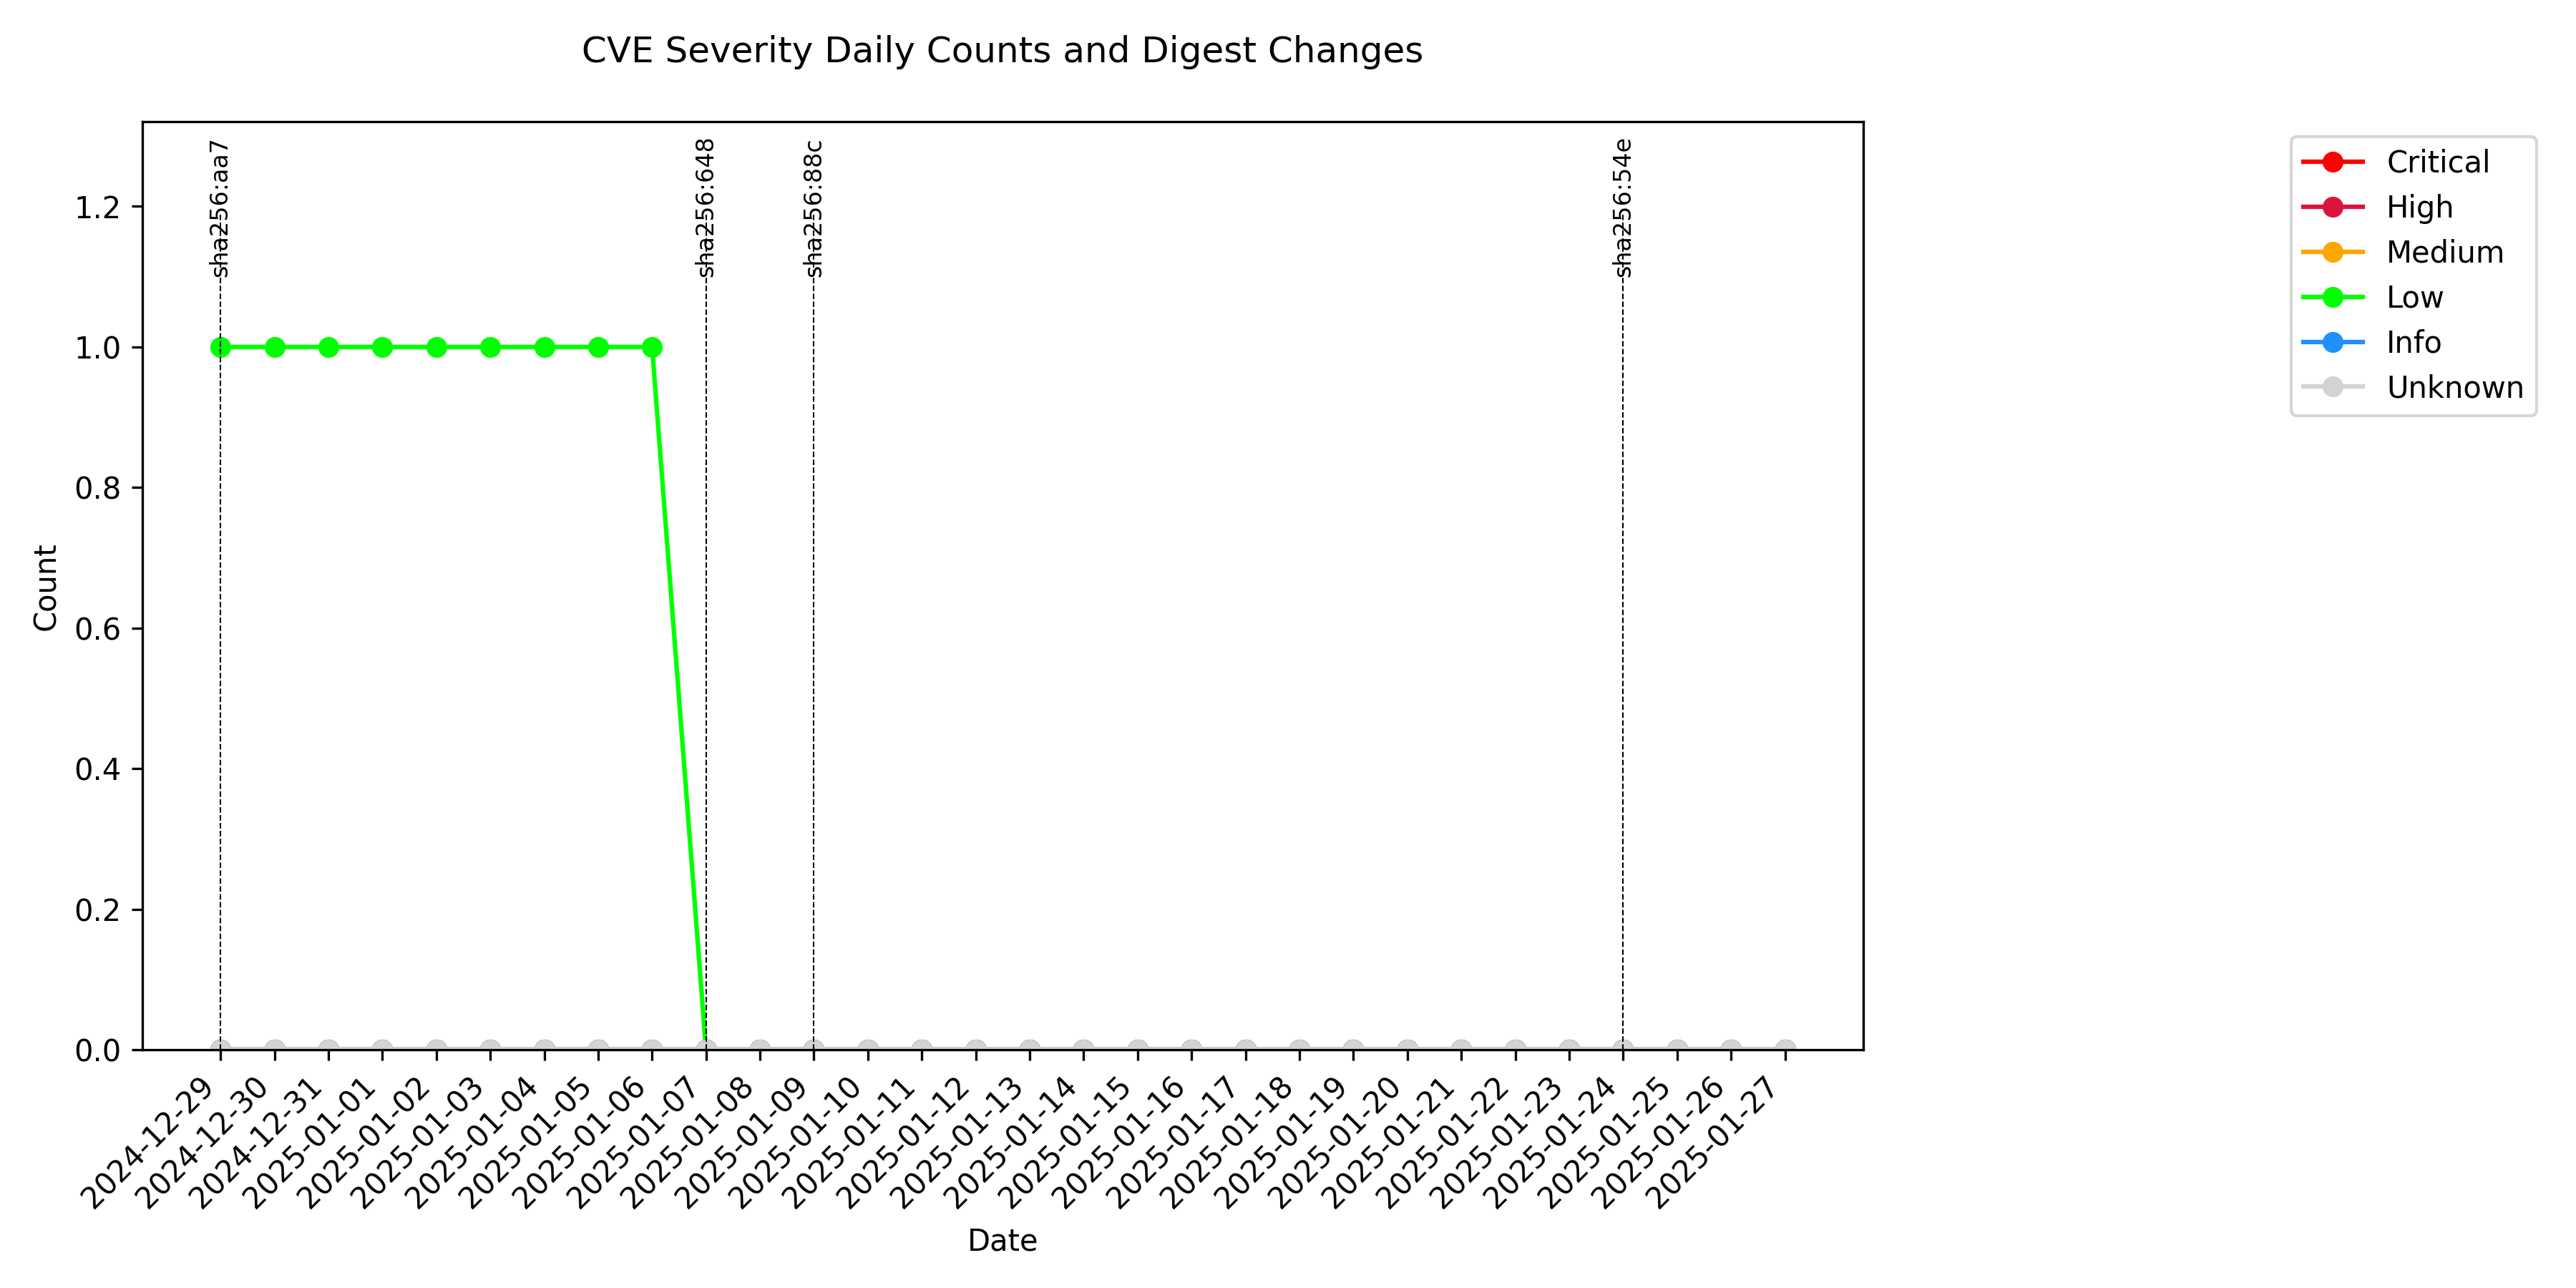 CVE Severity Daily Counts and Digest Changes
sha256:aa7
sha256:648
sha256:88c
sha256:54e
Critical
High
Medium
Low
Info
Unknown
1.2
1.0
0.8
0.6
0.4
0.2
0.0
Count
2024-12-29
2024-12-30
2024-12-31
2025-01-01
2025-01-02
2025-01-03
2025-01-04
2025-01-05
2025-01-06
2025-01-07
2025-01-08
2025-01-09
2025-01-10
2025-01-11
2025-01-12
2025-01-13
2025-01-14
2025-01-15
2025-01-16
2025-01-17
2025-01-18
2025-01-19
2025-01-20
2025-01-21
2025-01-22
2025-01-23
2025-01-24
2025-01-25
2025-01-26
2025-01-27
Date